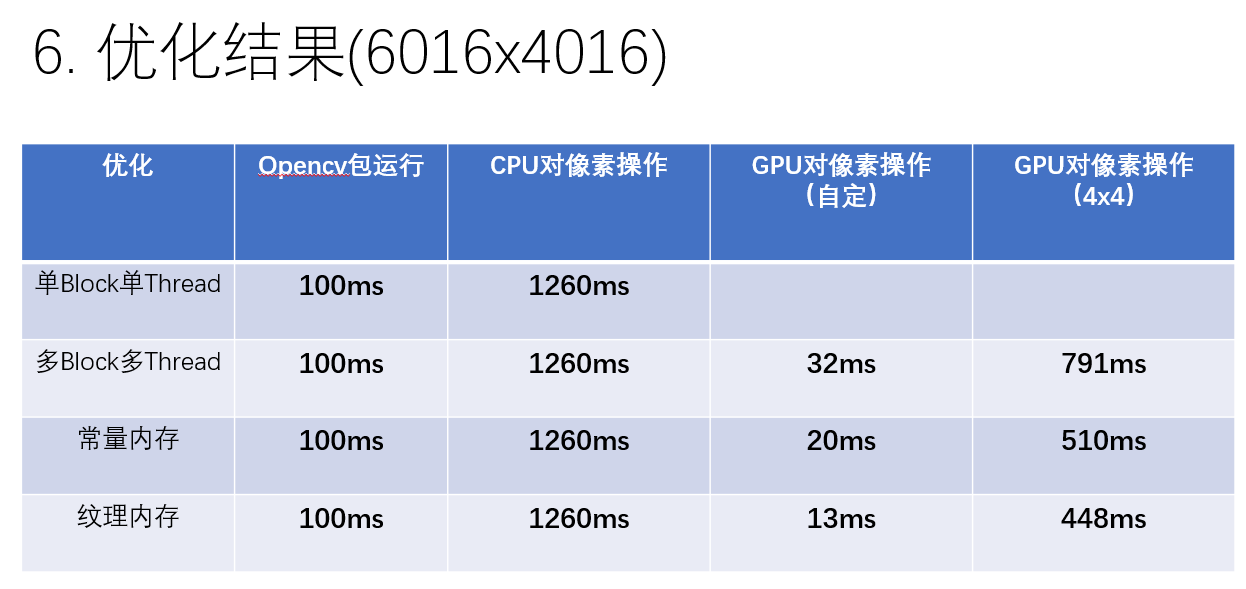 6. 优化结果(6016x4016)
优化 Opencv包运行 CPU对像素操作 GPU对像素操作 GPU对像素操作
(自定) (4x4)
单Block单Thread 100ms 1260ms
多Block多Thread 100ms 1260ms 32ms 791ms
常量内存 100ms 1260ms 20ms 510ms
纹理内存 100ms 1260ms 13ms 448ms